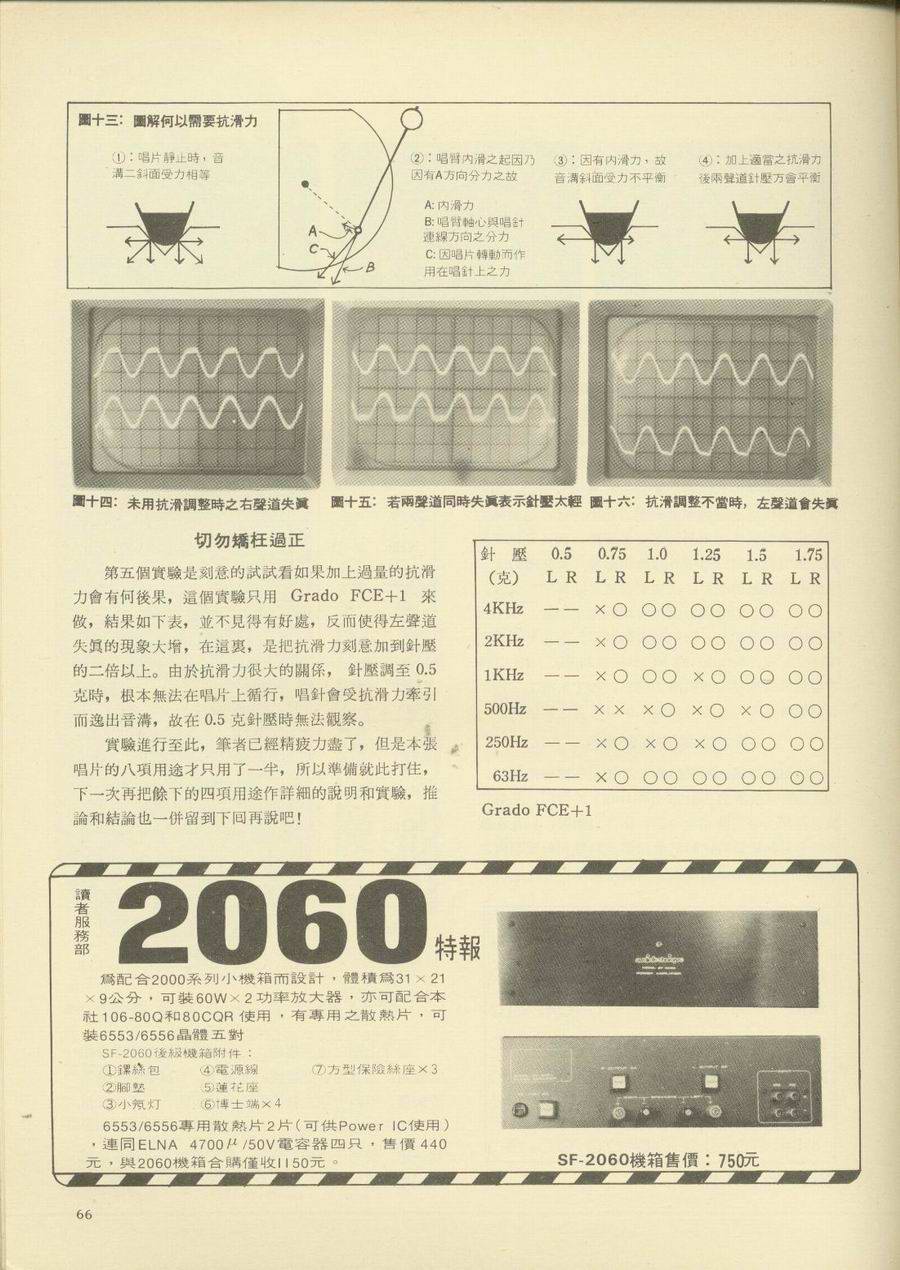 圖十三：圖解何以需要抗滑力
①：唱片靜止時，音
溝二斜面受力相等
A
C
B
②：唱臂內滑之起因乃
因有A方向分力之故
A: 內滑力
B: 唱臂軸心與唱針
連線方向之分力
C: 因唱片轉動而作
用在唱針上之力
③：因有內滑力，故
音溝斜面受力不平衡
④：加上適當之抗滑力
後兩聲道針壓方會平衡
圖十四：未用抗滑調整時之右聲道失眞
圖十五：若兩聲道同時失眞表示針壓太輕
圖十六：抗滑調整不當時，左聲道會失眞
切勿矯枉過正
第五個實驗是刻意的試試看如果加上過量的抗滑
力會有何後果，這個實驗只用 Grado FCE+1 來
做，結果如下表，並不見得有好處，反而使得左聲道
失眞的現象大增，在這裏，是把抗滑力刻意加到針壓
的二倍以上。由於抗滑力很大的關係，針壓調至 0.5
克時，根本無法在唱片上循行，唱針會受抗滑力牽引
而逸出音溝，故在 0.5 克針壓時無法觀察。
實驗進行至此，筆者已經精疲力盡了，但是本張
唱片的八項用途才只用了一半，所以準備就此打住，
下一次再把餘下的四項用途作詳細的說明和實驗，推
論和結論也一併留到下囘再說吧！
針 壓 0.5 0.75 1.0 1.25 1.5 1.75
（克） L R L R L R L R L R L R
4KHz — — × ○ ○ ○ ○ ○ ○ ○ ○ ○
2KHz — — × ○ ○ ○ ○ ○ ○ ○ ○ ○
1KHz — — × ○ ○ ○ × ○ ○ ○ ○ ○
500Hz — — × × × ○ × ○ × ○ ○ ○
250Hz — — × ○ × ○ × ○ ○ ○ ○ ○
63Hz — — × ○ ○ ○ ○ ○ ○ ○ ○ ○
Grado FCE+1
讀者服務部
2060特報
爲配合2000系列小機箱而設計，體積爲31×21
×9公分，可裝60W×2功率放大器，亦可配合本
社106-80Q和80CQR 使用，有專用之散熱片，可
裝6553/6556晶體五對
SF-2060後級機箱附件：
①鏍絲包 ④電源線 ⑦方型保險絲座×3
②腳墊 ⑤蓮花座
③小氖灯 ⑥博士端×4
6553/6556專用散熱片2片（可供Power IC使用）
，連同ELNA 4700μ/50V電容器四只，售價 440
元，與2060機箱合購僅收1150元。
SF-2060機箱售價：750元
66